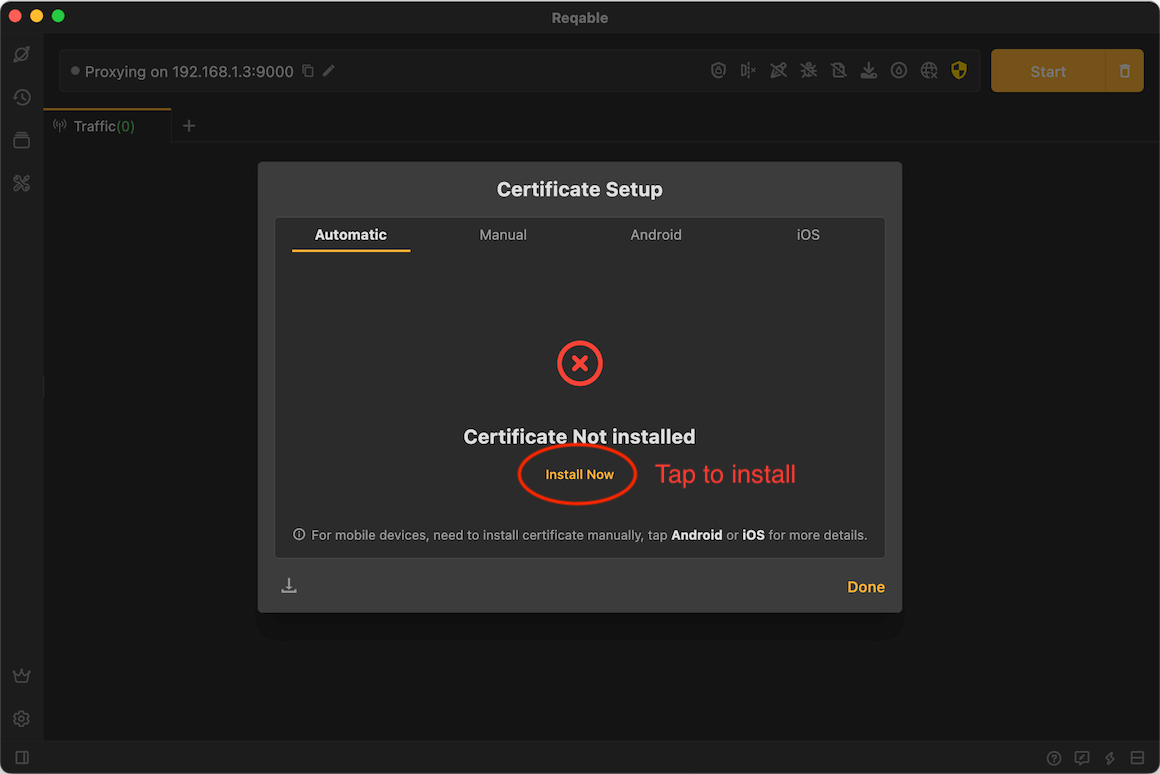 Reqable
Proxying on 192.168.1.3:9000
Start
Traffic(0)
Certificate Setup
Automatic Manual Android iOS
Certificate Not installed
Install Now Tap to install
For mobile devices, need to install certificate manually, tap Android or iOS for more details.
Done